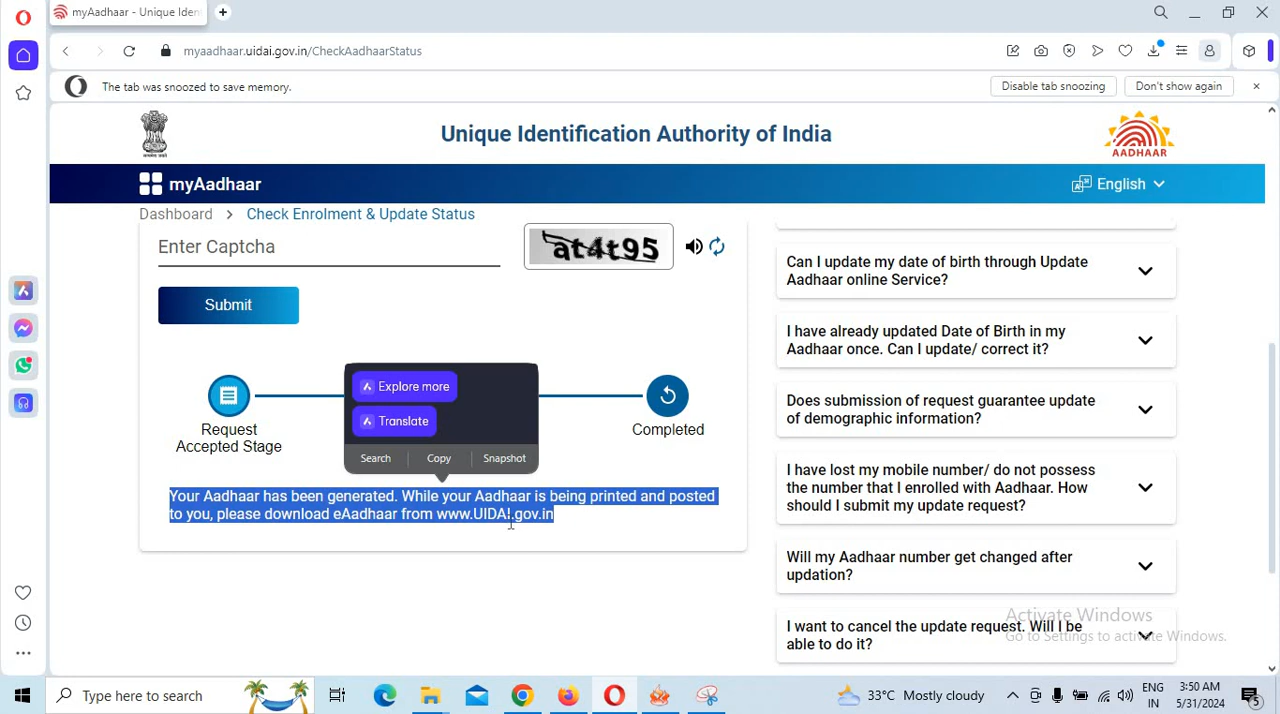 myAadhaar - Unique Iden
myaadhaar.uidai.gov.in/CheckAadhaarStatus
The tab was snoozed to save memory.
Disable tab snoozing
Don't show again
Unique Identification Authority of India
AADHAAR
myAadhaar
English
Dashboard > Check Enrolment & Update Status
Enter Captcha
at4t95
Submit
Explore more
Translate
Search Copy Snapshot
Request
Accepted Stage
Completed
Your Aadhaar has been generated. While your Aadhaar is being printed and posted
to you, please download eAadhaar from www.UIDAI.gov.in
Can I update my date of birth through Update
Aadhaar online Service?
I have already updated Date of Birth in my
Aadhaar once. Can I update/ correct it?
Does submission of request guarantee update
of demographic information?
I have lost my mobile number/ do not possess
the number that I enrolled with Aadhaar. How
should I submit my update request?
Will my Aadhaar number get changed after
updation?
I want to cancel the update request. Will I be
able to do it?
Activate Windows
Go to Settings to activate Windows.
Type here to search
33°C Mostly cloudy
ENG
IN
3:50 AM
5/31/2024
5